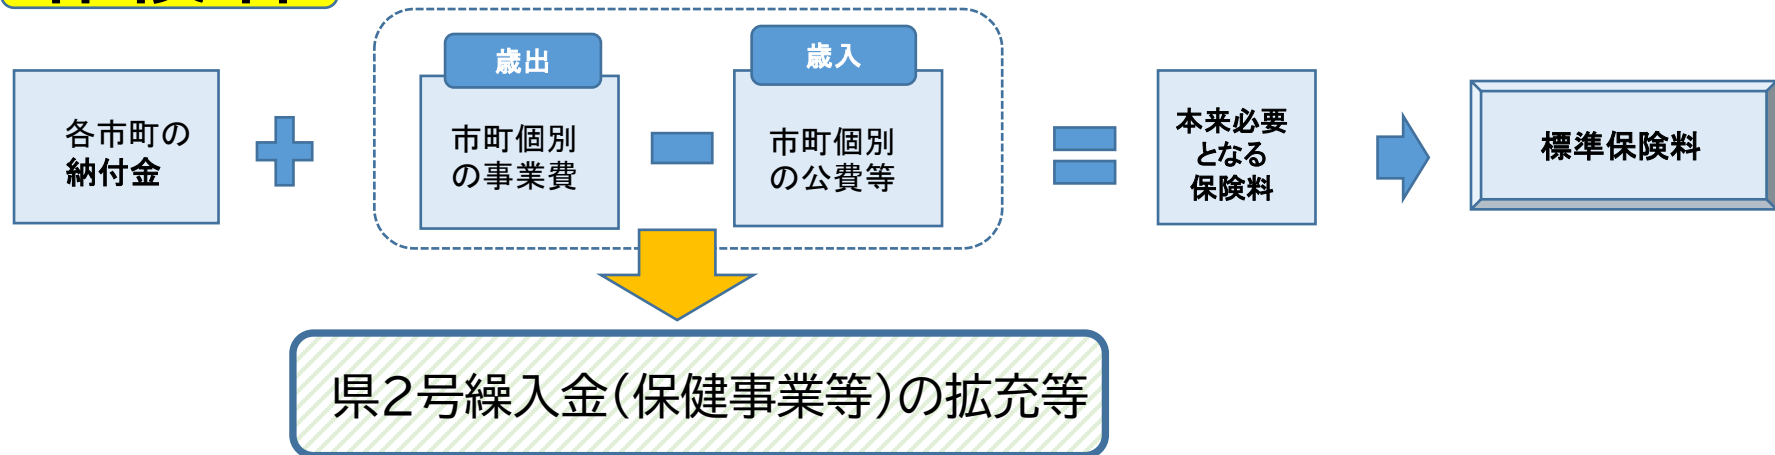 各市町の
納付金
歳出
市町個別
の事業費
歳入
市町個別
の公費等
本来必要
となる
保険料
標準保険料
県2号繰入金(保健事業等)の拡充等